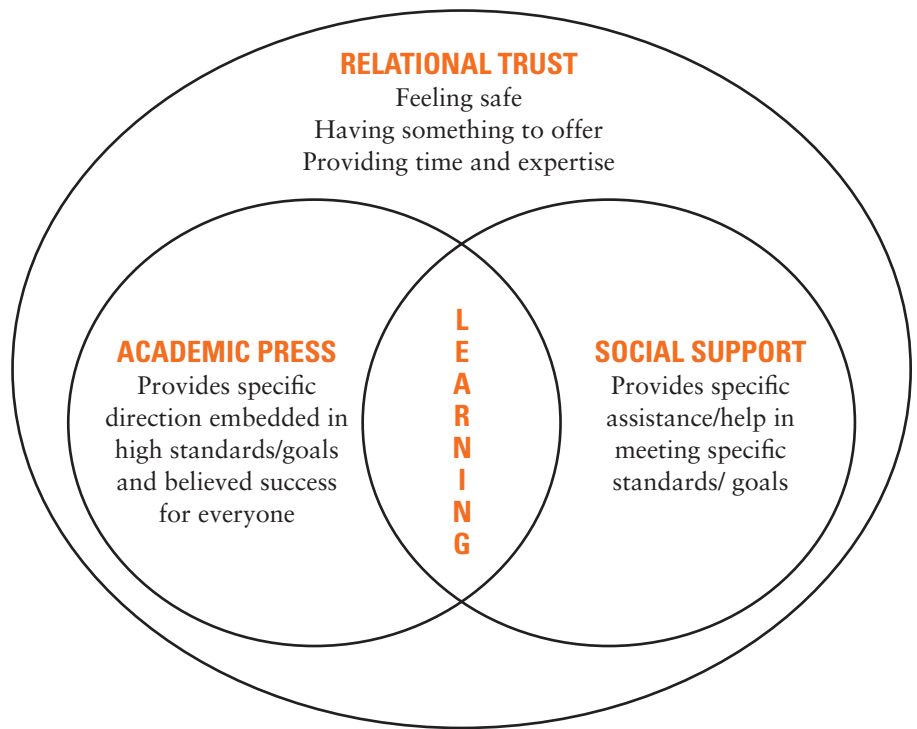 RELATIONAL TRUST
Feeling safe
Having something to offer
Providing time and expertise
ACADEMIC PRESS
Provides specific
direction embedded in
high standards/goals
and believed success
for everyone
L
E
A
R
N
I
N
G
SOCIAL SUPPORT
Provides specific
assistance/help in
meeting specific
standards/ goals